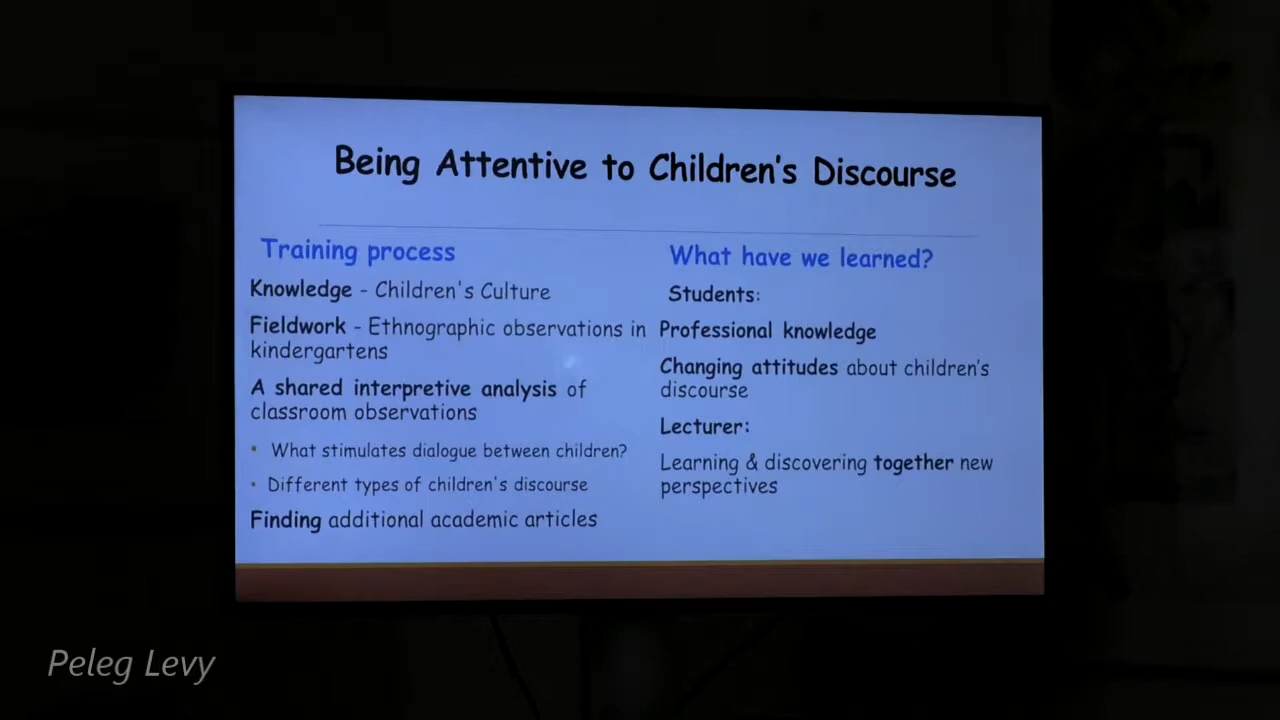 Being Attentive to Children's Discourse
Training process
Knowledge - Children's Culture
Fieldwork - Ethnographic observations in
kindergartens
A shared interpretive analysis of
classroom observations
• What stimulates dialogue between children?
• Different types of children's discourse
Finding additional academic articles
What have we learned?
Students:
Professional knowledge
Changing attitudes about children's
discourse
Lecturer:
Learning & discovering together new
perspectives
Peleg Levy